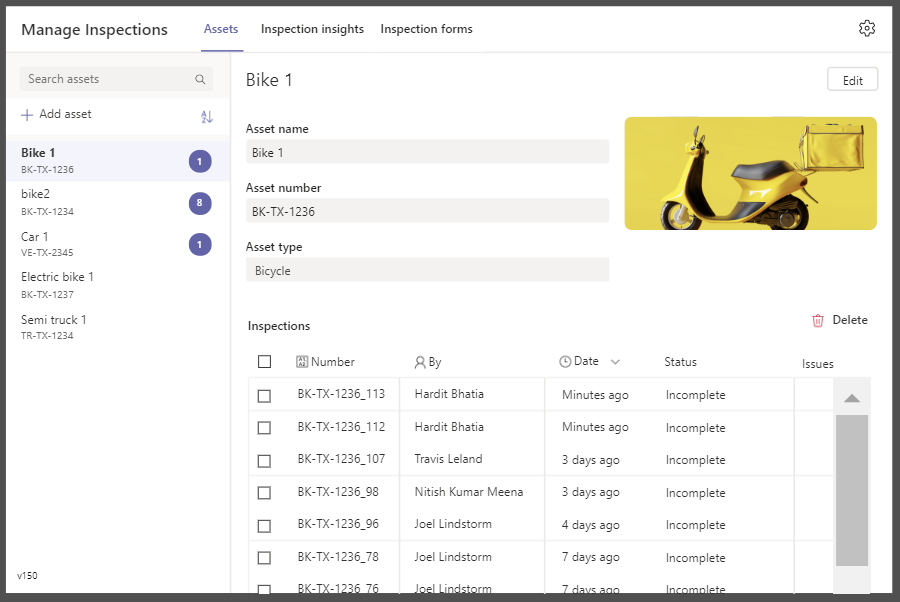 Manage Inspections Assets Inspection insights Inspection forms
Search assets
Add asset
Bike 1
BK-TX-1236
1
bike2
BK-TX-1234
8
Car 1
VE-TX-2345
1
Electric bike 1
BK-TX-1237
Semi truck 1
TR-TX-1234
v150
Bike 1
Edit
Asset name
Bike 1
Asset number
BK-TX-1236
Asset type
Bicycle
Inspections
Delete
Number By Date Status Issues
BK-TX-1236_113 Hardit Bhatia Minutes ago Incomplete
BK-TX-1236_112 Hardit Bhatia Minutes ago Incomplete
BK-TX-1236_107 Travis Leland 3 days ago Incomplete
BK-TX-1236_98 Nitish Kumar Meena 3 days ago Incomplete
BK-TX-1236_96 Joel Lindstorm 4 days ago Incomplete
BK-TX-1236_78 Joel Lindstorm 7 days ago Incomplete
BK-TX-1236_76 Joel Lindstorm 7 days ago Incomplete